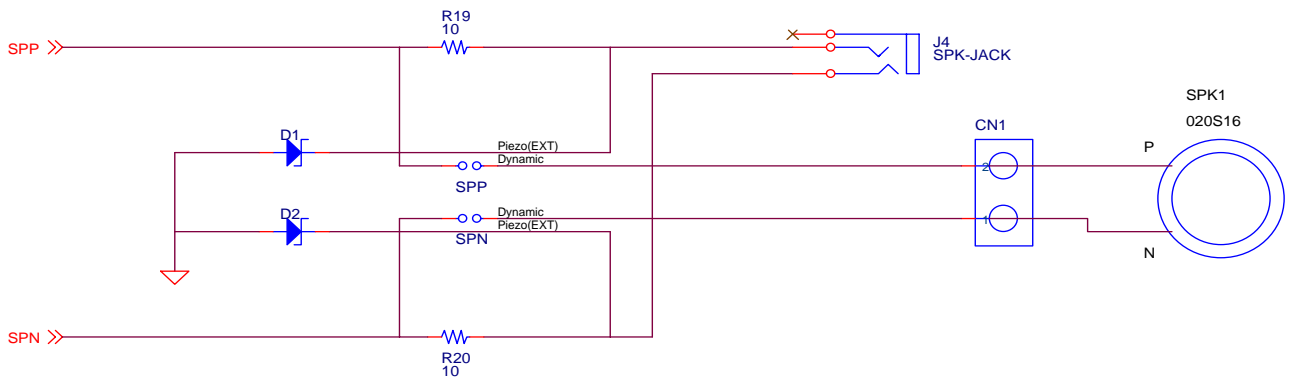 R19
10
SPP
J4
SPK-JACK
SPK1
020S16
CN1
D1
Piezo(EXT)
Dynamic
P
2
SPP
D2
Dynamic
1
Piezo(EXT)
SPN
N
SPN
R20
10